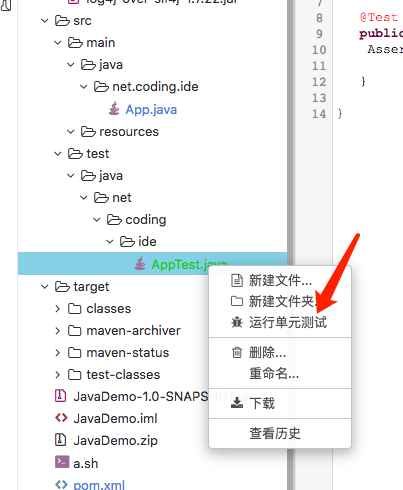 log4j-over-slf4j-1.7.22.jar
src
main
java
net.coding.ide
App.java
resources
test
java
net
coding
ide
AppTest.java
target
classes
maven-archiver
maven-status
test-classes
JavaDemo-1.0-SNAPSHOT
JavaDemo.iml
JavaDemo.zip
a.sh
pom.xml
新建文件...
新建文件夹...
运行单元测试
删除...
重命名...
下载
查看历史
7
8 @Test
9 public
10 Asser
11
12 }
13
14 }